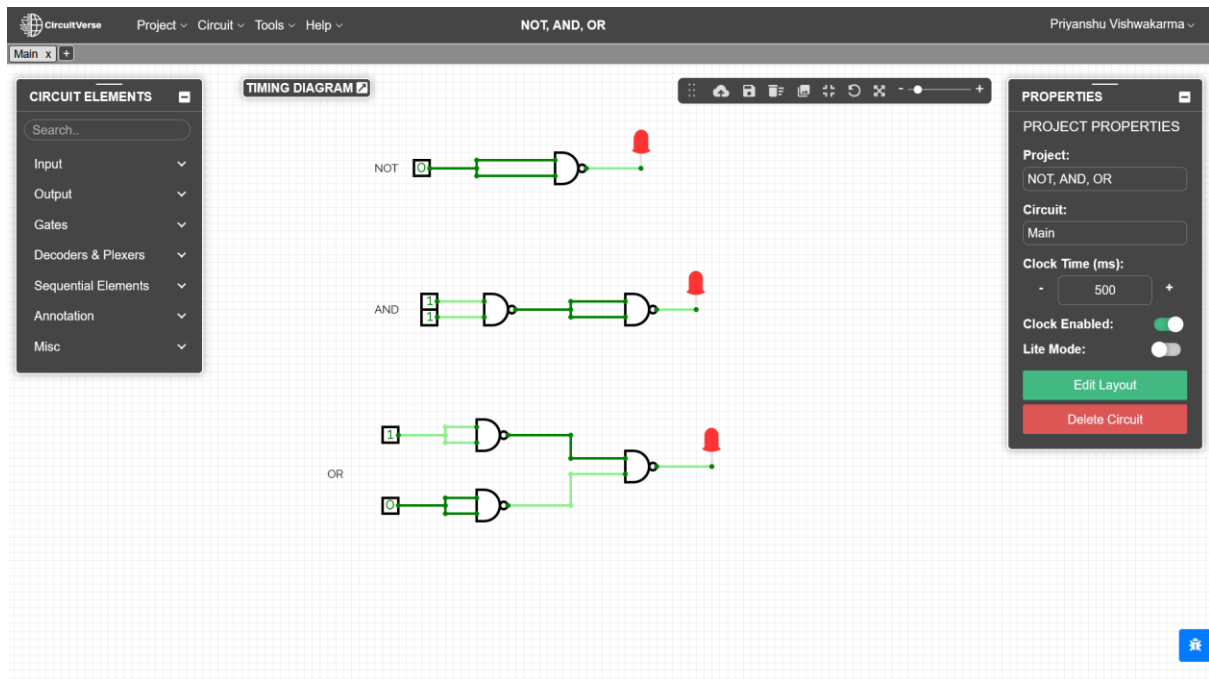 CircuitVerse Project Circuit Tools Help NOT, AND, OR Priyanshu Vishwakarma
Main x +
CIRCUIT ELEMENTS
Search..
Input
Output
Gates
Decoders & Plexers
Sequential Elements
Annotation
Misc
TIMING DIAGRAM
- +
NOT 0
AND 1
1
1
OR
0
PROPERTIES
PROJECT PROPERTIES
Project:
NOT, AND, OR
Circuit:
Main
Clock Time (ms):
- 500 +
Clock Enabled:
Lite Mode:
Edit Layout
Delete Circuit